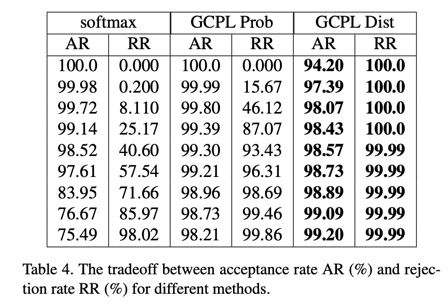 softmax GCPL Prob GCPL Dist
AR RR AR RR AR RR
100.0 0.000 100.0 0.000 94.20 100.0
99.98 0.200 99.99 15.67 97.39 100.0
99.72 8.110 99.80 46.12 98.07 100.0
99.14 25.17 99.39 87.07 98.43 100.0
98.52 40.60 99.30 93.43 98.57 99.99
97.61 57.54 99.21 96.31 98.73 99.99
83.95 71.66 98.96 98.69 98.89 99.99
76.67 85.97 98.73 99.46 99.09 99.99
75.49 98.02 98.21 99.86 99.20 99.99
Table 4. The tradeoff between acceptance rate AR (%) and rejec-
tion rate RR (%) for different methods.